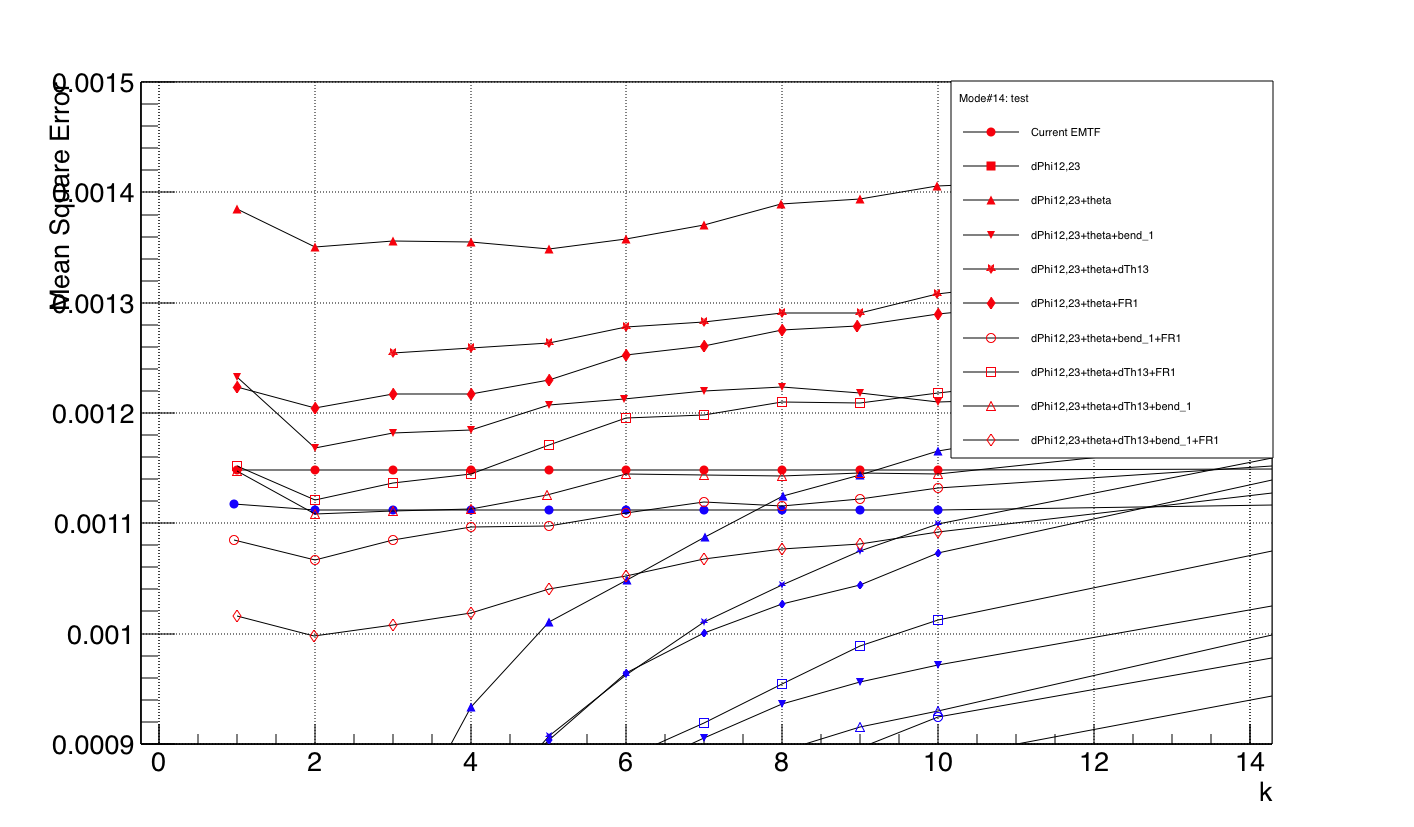 Mean Square Error
0.0015
0.0014
0.0013
0.0012
0.0011
0.001
0.0009
0 2 4 6 8 10 12 14
k
Mode#14: test
Current EMTF
dPhi12,23
dPhi12,23+theta
dPhi12,23+theta+bend_1
dPhi12,23+theta+dTh13
dPhi12,23+theta+FR1
dPhi12,23+theta+bend_1+FR1
dPhi12,23+theta+dTh13+FR1
dPhi12,23+theta+dTh13+bend_1
dPhi12,23+theta+dTh13+bend_1+FR1